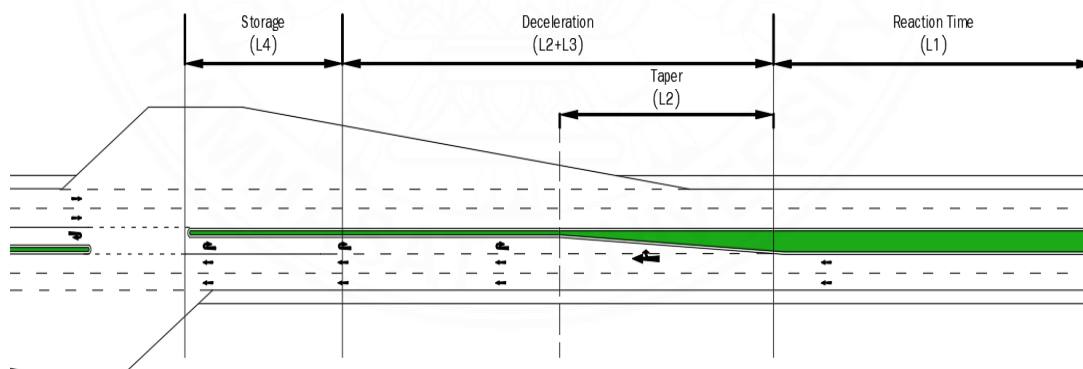 Storage
(L4)
Deceleration
(L2+L3)
Reaction Time
(L1)
Taper
(L2)